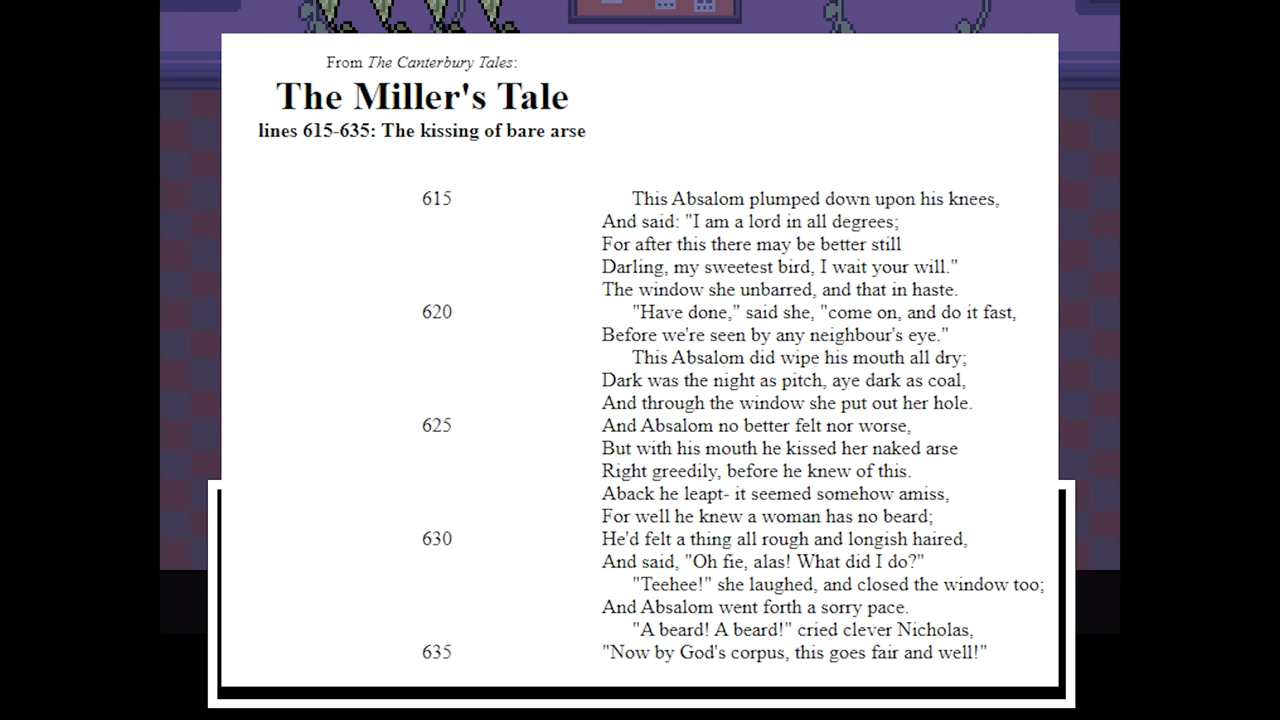 From The Canterbury Tales:
The Miller's Tale
lines 615-635: The kissing of bare arse
615 This Absalom plumped down upon his knees,
And said: "I am a lord in all degrees;
For after this there may be better still
Darling, my sweetest bird, I wait your will."
The window she unbarred, and that in haste.
620 "Have done," said she, "come on, and do it fast,
Before we're seen by any neighbour's eye."
This Absalom did wipe his mouth all dry;
Dark was the night as pitch, aye dark as coal,
And through the window she put out her hole.
625 And Absalom no better felt nor worse,
But with his mouth he kissed her naked arse
Right greedily, before he knew of this.
Aback he leapt- it seemed somehow amiss,
For well he knew a woman has no beard;
630 He'd felt a thing all rough and longish haired,
And said, "Oh fie, alas! What did I do?"
"Teehee!" she laughed, and closed the window too;
And Absalom went forth a sorry pace.
"A beard! A beard!" cried clever Nicholas,
635 "Now by God's corpus, this goes fair and well!"